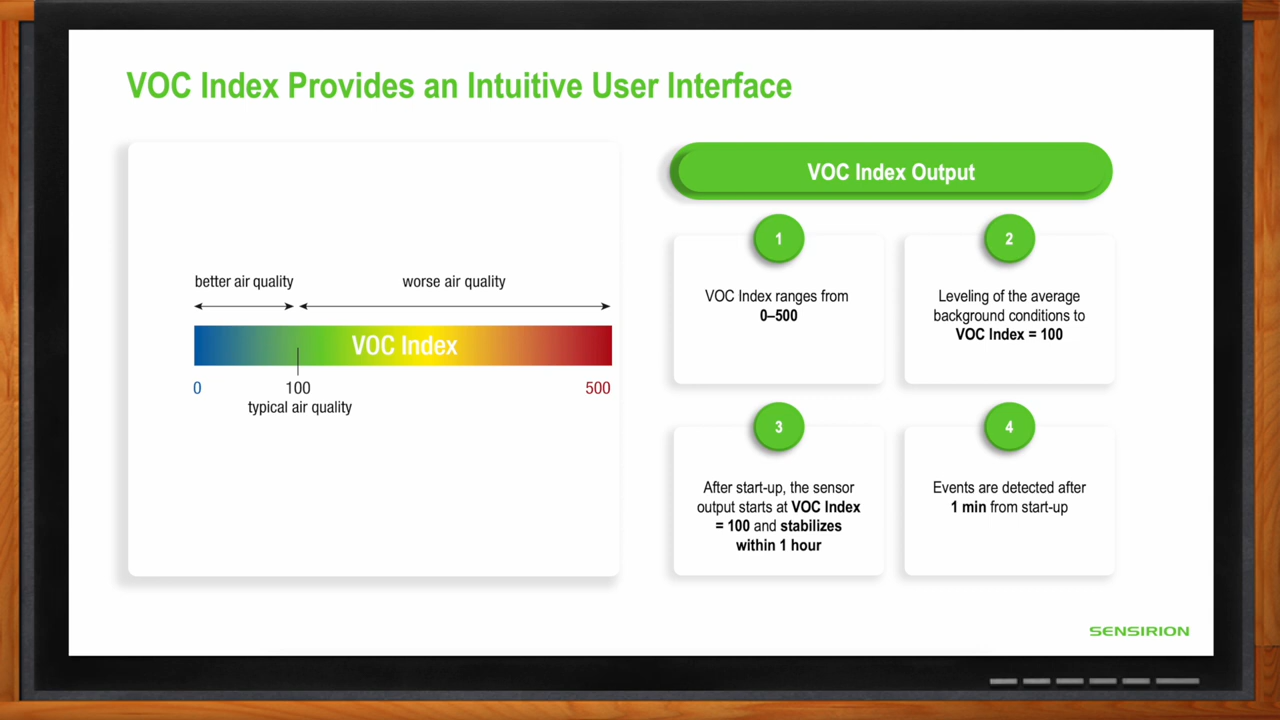 VOC Index Provides an Intuitive User Interface
better air quality
worse air quality
VOC Index
0
100
500
typical air quality
VOC Index Output
1
VOC Index ranges from
0–500
2
Leveling of the average
background conditions to
VOC Index = 100
3
After start-up, the sensor
output starts at VOC Index
= 100 and stabilizes
within 1 hour
4
Events are detected after
1 min from start-up
SENSIRION